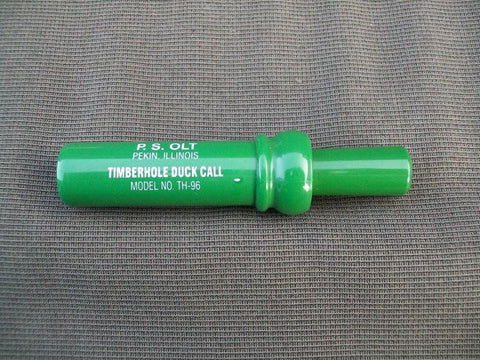 P. S. OLT
PEKIN, ILLINOIS
TIMBERHOLE DUCK CALL
MODEL NO. TH-96